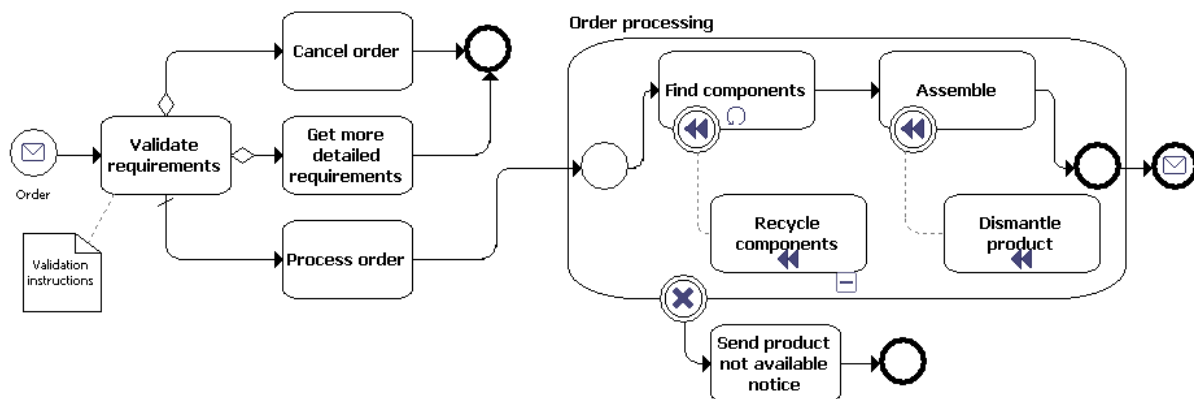 Order processing
Cancel order
Find components
Assemble
Validate
requirements
Get more
detailed
requirements
Order
Recycle
components
Dismantle
product
Validation
instructions
Process order
Send product
not available
notice